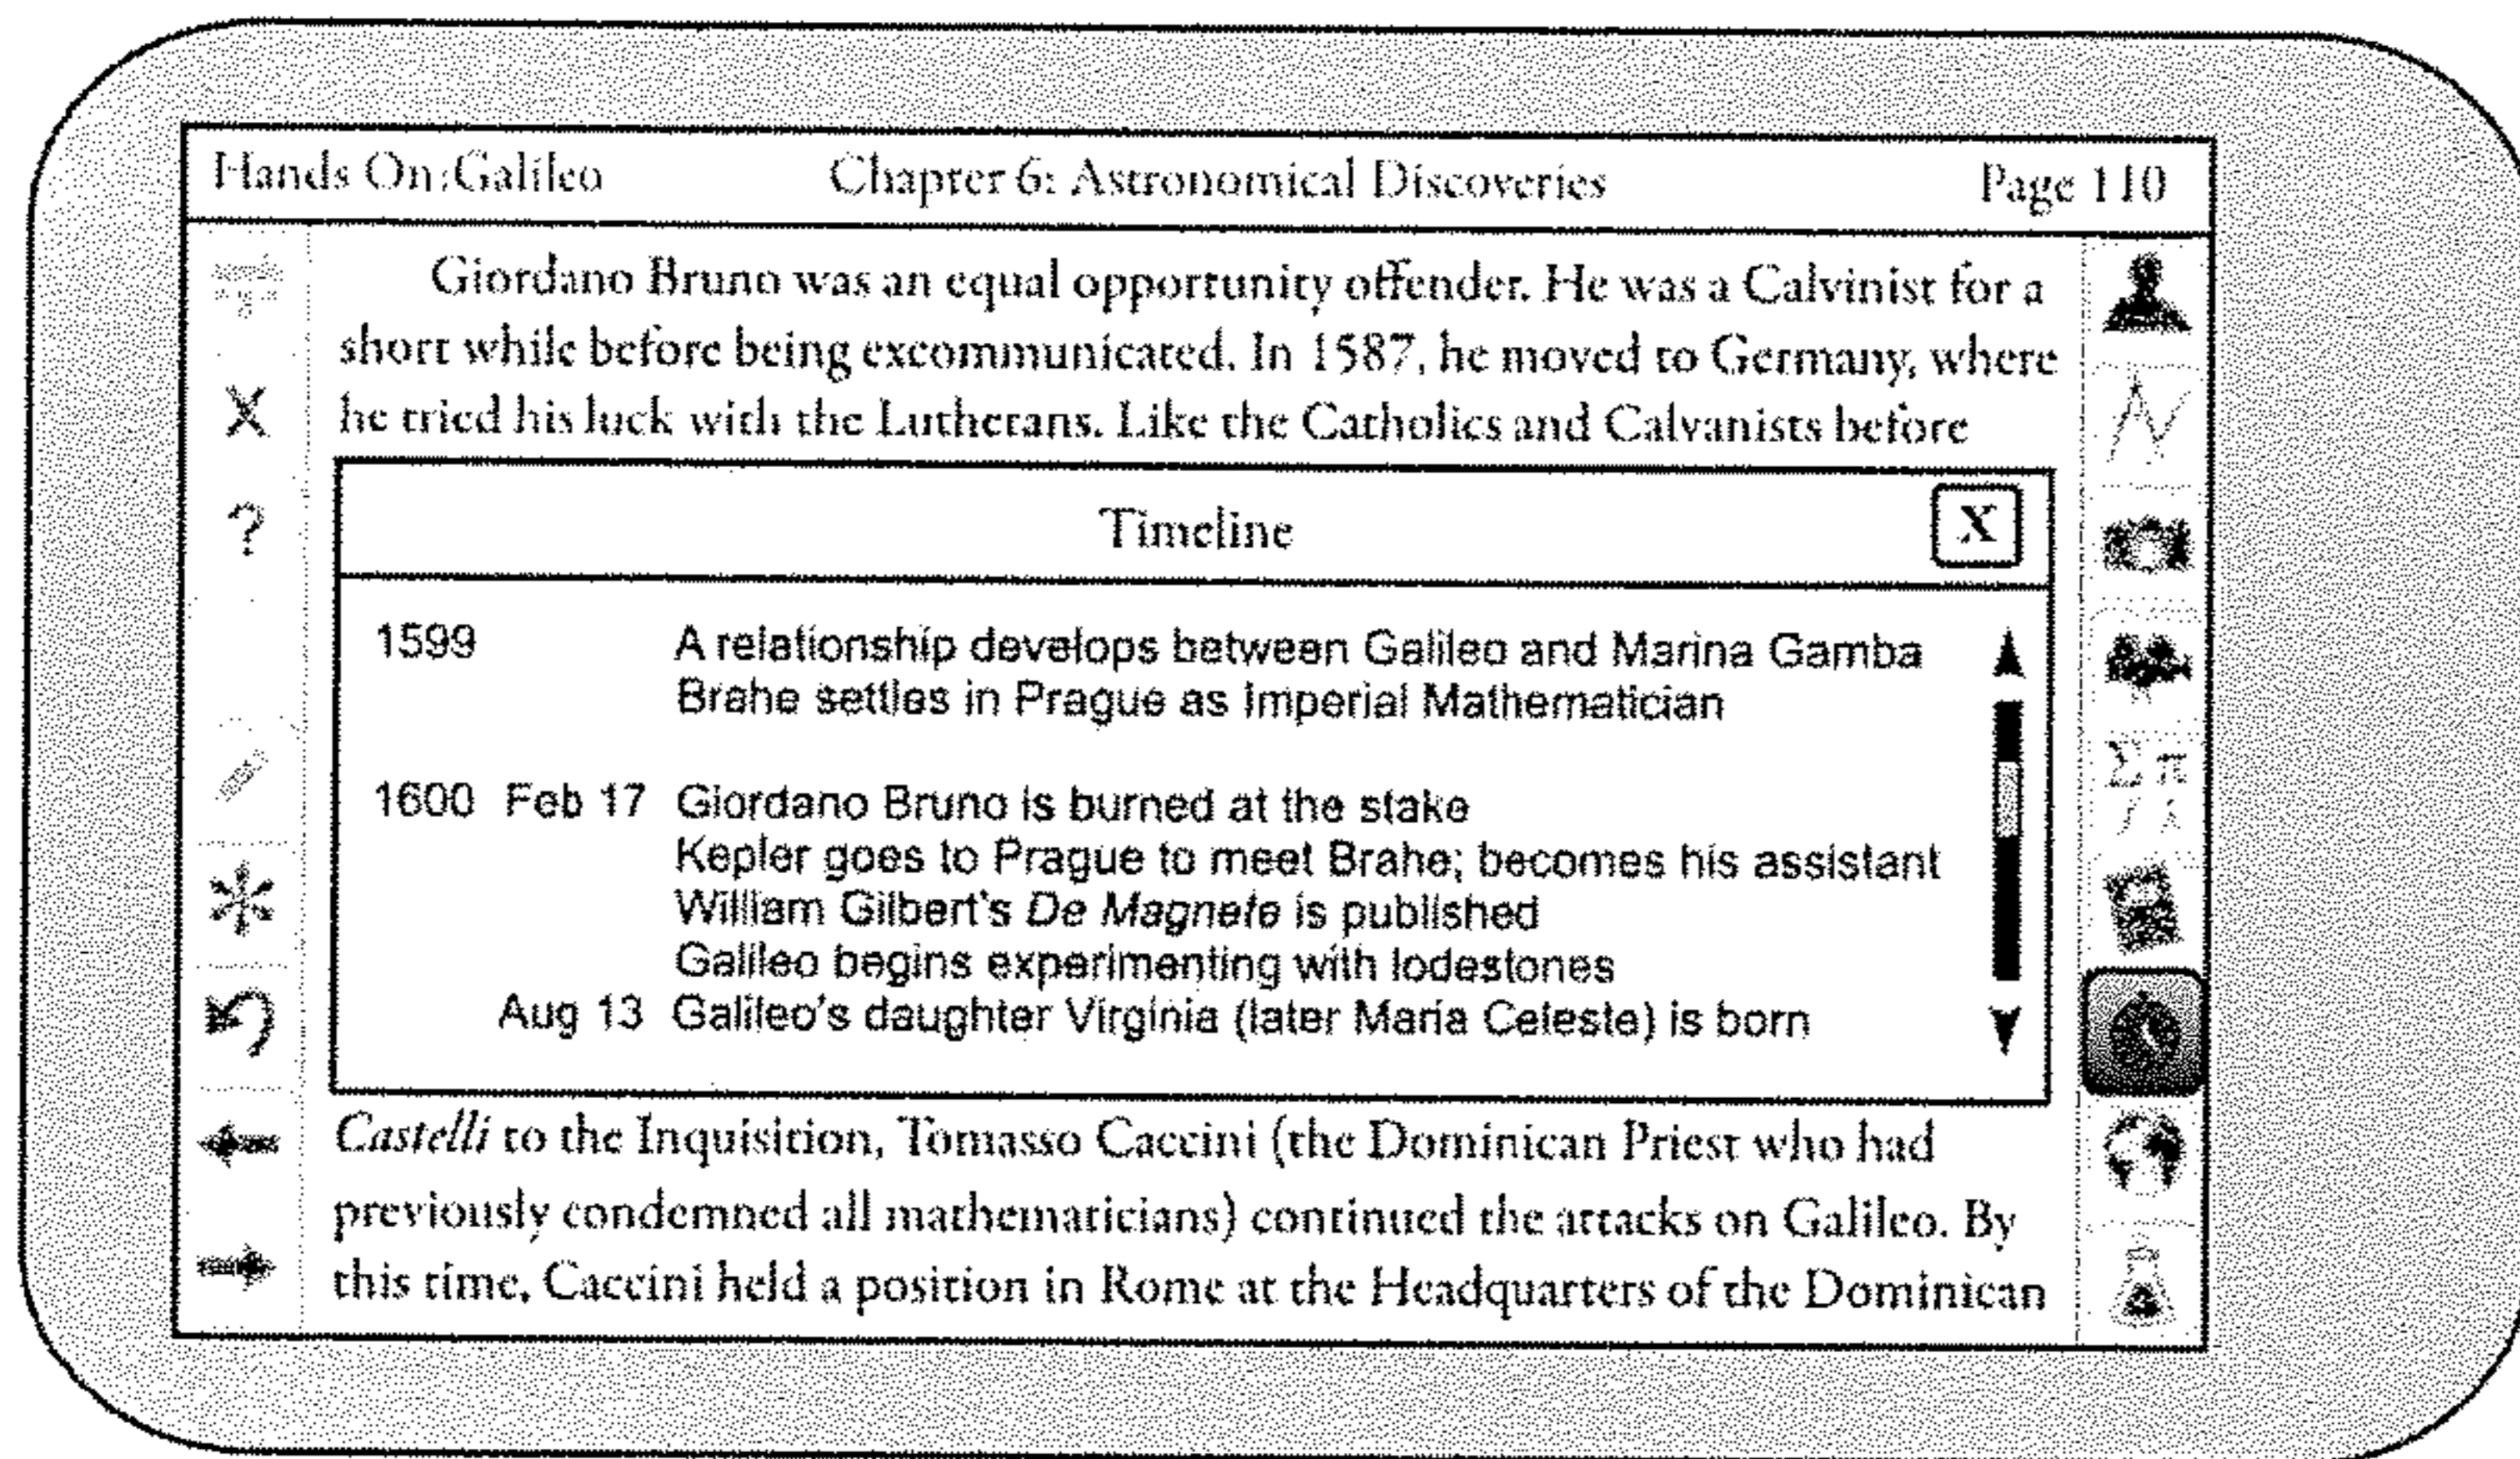 Hands On:Galileo Chapter 6: Astronomical Discoveries Page 110
Giordano Bruno was an equal opportunity offender. He was a Calvinist for a
short while before being excommunicated. In 1587, he moved to Germany, where
he tried his luck with the Lutherans. Like the Catholics and Calvanists before
Timeline X
1599 A relationship develops between Galileo and Marina Gamba
Brahe settles in Prague as Imperial Mathematician
1600 Feb 17 Giordano Bruno is burned at the stake
Kepler goes to Prague to meet Brahe; becomes his assistant
William Gilbert's De Magnete is published
Galileo begins experimenting with lodestones
Aug 13 Galileo's daughter Virginia (later Maria Celeste) is born
Castelli to the Inquisition, Tomasso Caccini (the Dominican Priest who had
previously condemned all mathematicians) continued the attacks on Galileo. By
this time, Caccini held a position in Rome at the Headquarters of the Dominican
X
?
*
Σ π